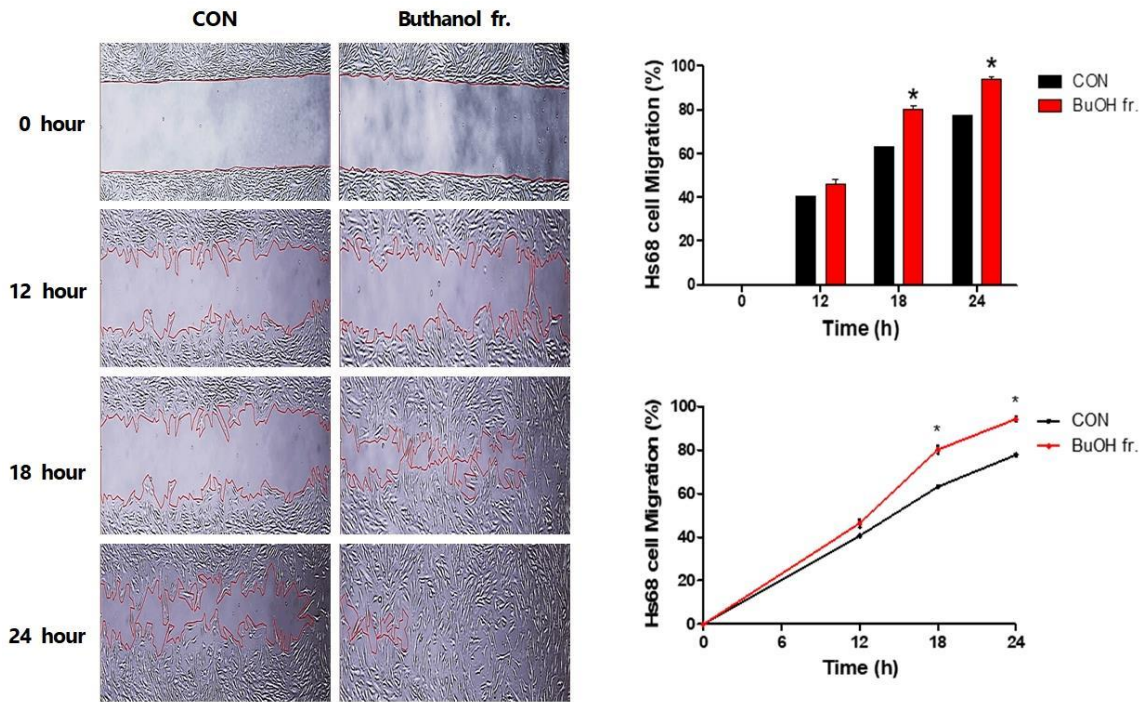 CON
Buthanol fr.
0 hour
12 hour
18 hour
24 hour
Hs68 cell Migration (%)
100
80
60
40
20
0
*
*
0
12
18
24
Time (h)
CON
BuOH fr.
Hs68 cell Migration (%)
100
80
60
40
20
0
*
*
0
6
12
18
24
Time (h)
CON
BuOH fr.